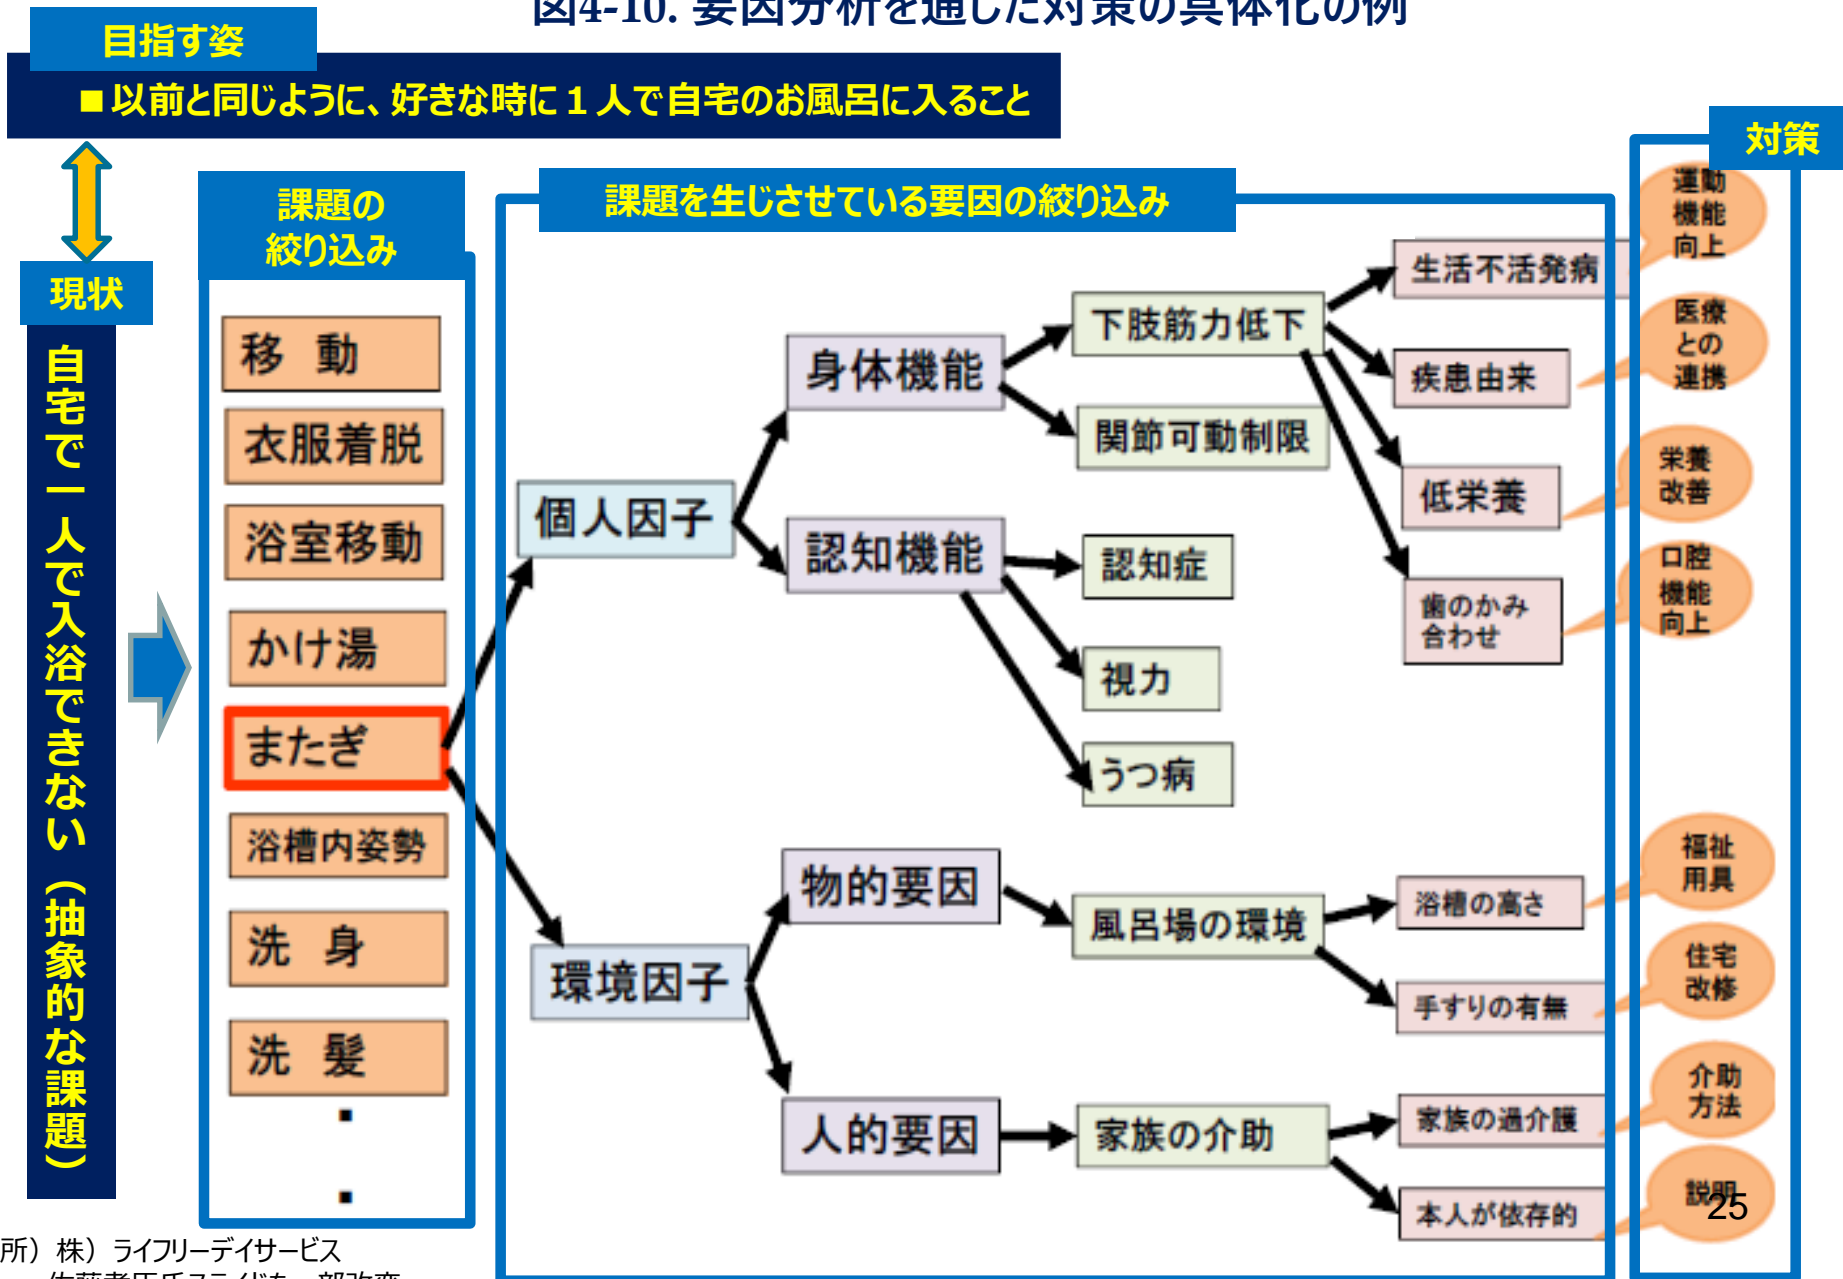 図4-10. 要因分析を通じた対策の具体化の例
目指す姿
■以前と同じように、好きな時に1人で自宅のお風呂に入ること
現状
自宅で一人で入浴できない（抽象的な課題）
課題の
絞り込み
移 動
衣服着脱
浴室移動
かけ湯
またぎ
浴槽内姿勢
洗 身
洗 髪
課題を生じさせている要因の絞り込み
個人因子
環境因子
身体機能
認知機能
物的要因
人的要因
下肢筋力低下
関節可動制限
認知症
視力
うつ病
風呂場の環境
家族の介助
生活不活発病
疾患由来
低栄養
歯のかみ
合わせ
浴槽の高さ
手すりの有無
家族の過介護
本人が依存的
対策
運動
機能
向上
医療
との
連携
栄養
改善
口腔
機能
向上
福祉
用具
住宅
改修
介助
方法
説明
25
所）株）ライフリーデイサービス